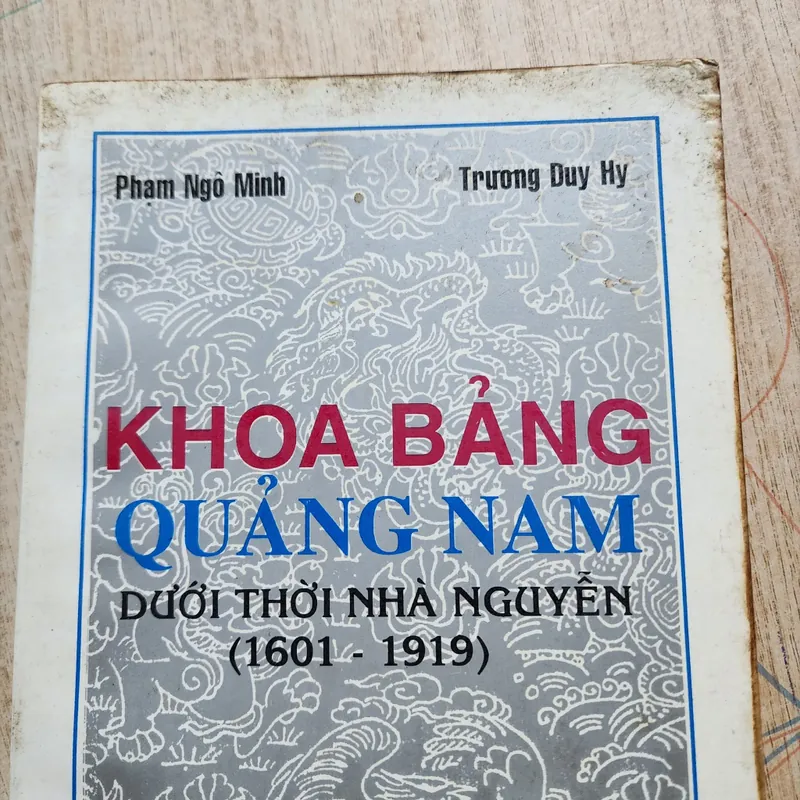 Phạm Ngô Minh
Trương Duy Hy
KHOA BẢNG
QUẢNG NAM
DƯỚI THỜI NHÀ NGUYỄN
(1601 - 1919)